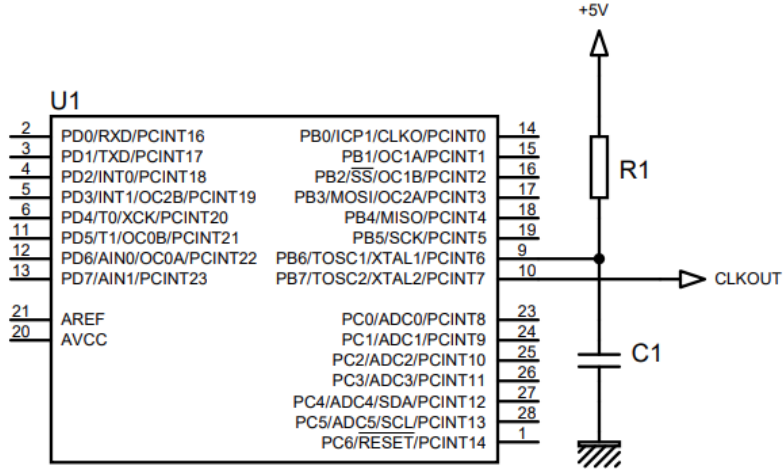 +5V
U1
2 PD0/RXD/PCINT16 PB0/ICP1/CLKO/PCINT0 14
3 PD1/TXD/PCINT17 PB1/OC1A/PCINT1 15
4 PD2/INT0/PCINT18 PB2/SS/OC1B/PCINT2 16
5 PD3/INT1/OC2B/PCINT19 PB3/MOSI/OC2A/PCINT3 17
6 PD4/T0/XCK/PCINT20 PB4/MISO/PCINT4 18
11 PD5/T1/OC0B/PCINT21 PB5/SCK/PCINT5 19
12 PD6/AIN0/OC0A/PCINT22 PB6/TOSC1/XTAL1/PCINT6 9
13 PD7/AIN1/PCINT23 PB7/TOSC2/XTAL2/PCINT7 10
R1
CLKOUT
21 AREF PC0/ADC0/PCINT8 23
20 AVCC PC1/ADC1/PCINT9 24
PC2/ADC2/PCINT10 25
PC3/ADC3/PCINT11 26
PC4/ADC4/SDA/PCINT12 27
PC5/ADC5/SCL/PCINT13 28
PC6/RESET/PCINT14 1
C1